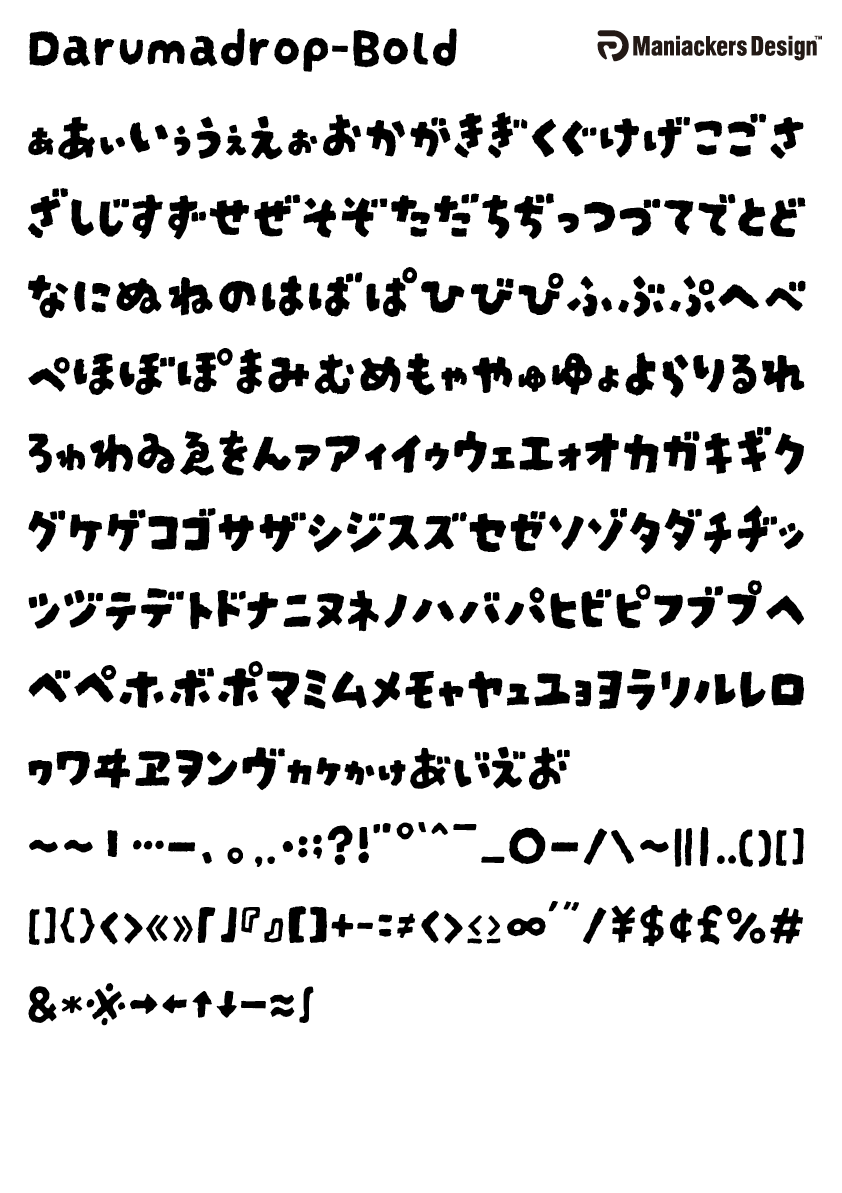 Darumadrop-Bold
Maniackers Design™
ぁあぃいぅうぇえぉおかがきぎくぐけげこごさ
ざしじすずせぜそぞただちぢっつづてでとど
なにぬねのはばぱひびぴふぶぷへべ
ぺほぼぽまみむめもゃやゅゆょよらりるれ
ろゎわゐゑをんァアィイゥウェエォオカガキギク
グケゲコゴサザシジスズセゼソゾタダチヂッ
ツヅテデトドナニヌネノハバパヒビピフブプヘ
ベペホボポマミムメモャヤュユョヨラリルレロ
ヮワヰヱヲンヴヵヶゕゖあ゙い゙え゙お゙
？！＿○ー／＼～∥｜‥（）［］
［］｛｝〈〉《》「」『』【】＋－＝≠＜＞≦≧∞′″／￥＄￠￡％＃
＆＊※→←↑↓─≈∫